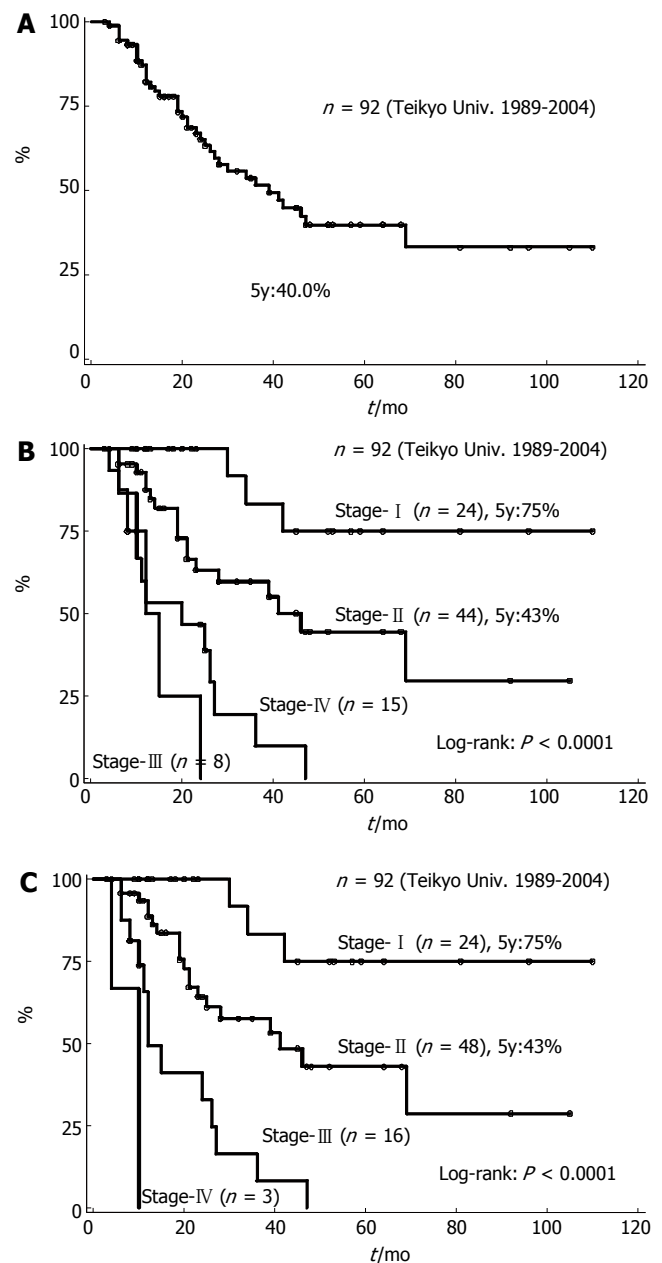 A
100
75
50
25
0
%
n = 92 (Teikyo Univ. 1989-2004)
5y:40.0%
0 20 40 60 80 100 120
t/mo
B
100
75
50
25
0
%
n = 92 (Teikyo Univ. 1989-2004)
Stage-Ⅰ (n = 24), 5y:75%
Stage-Ⅱ (n = 44), 5y:43%
Stage-Ⅳ (n = 15)
Log-rank: P < 0.0001
Stage-Ⅲ (n = 8)
0 20 40 60 80 100 120
t/mo
C
100
75
50
25
0
%
n = 92 (Teikyo Univ. 1989-2004)
Stage-Ⅰ (n = 24), 5y:75%
Stage-Ⅱ (n = 48), 5y:43%
Stage-Ⅲ (n = 16)
Log-rank: P < 0.0001
Stage-Ⅳ (n = 3)
0 20 40 60 80 100 120
t/mo